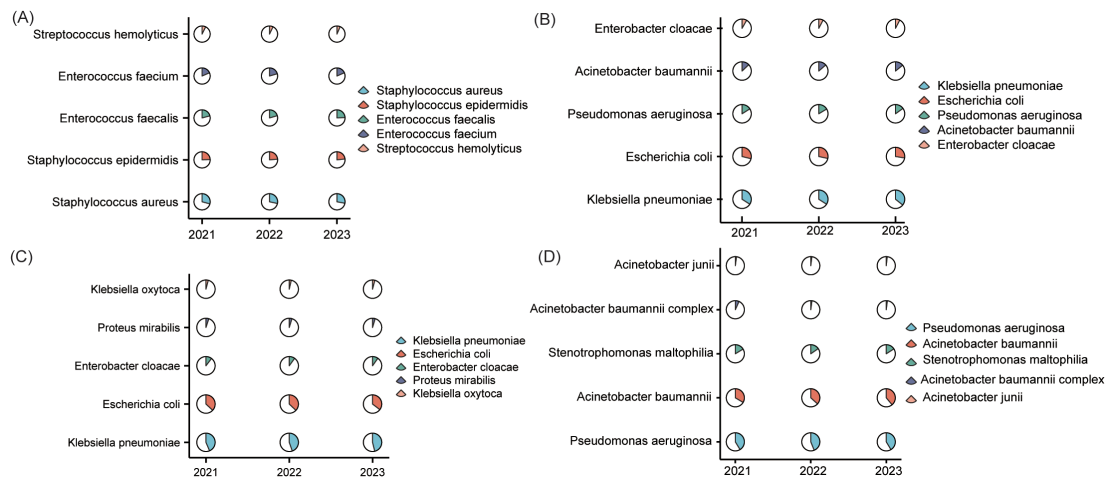 (A)
Streptococcus hemolyticus
Enterococcus faecium
Enterococcus faecalis
Staphylococcus epidermidis
Staphylococcus aureus
2021 2022 2023
Staphylococcus aureus
Staphylococcus epidermidis
Enterococcus faecalis
Enterococcus faecium
Streptococcus hemolyticus
(B)
Enterobacter cloacae
Acinetobacter baumannii
Pseudomonas aeruginosa
Escherichia coli
Klebsiella pneumoniae
2021 2022 2023
Klebsiella pneumoniae
Escherichia coli
Pseudomonas aeruginosa
Acinetobacter baumannii
Enterobacter cloacae
(C)
Klebsiella oxytoca
Proteus mirabilis
Enterobacter cloacae
Escherichia coli
Klebsiella pneumoniae
2021 2022 2023
Klebsiella pneumoniae
Escherichia coli
Enterobacter cloacae
Proteus mirabilis
Klebsiella oxytoca
(D)
Acinetobacter junii
Acinetobacter baumannii complex
Stenotrophomonas maltophilia
Acinetobacter baumannii
Pseudomonas aeruginosa
2021 2022 2023
Pseudomonas aeruginosa
Acinetobacter baumannii
Stenotrophomonas maltophilia
Acinetobacter baumannii complex
Acinetobacter junii